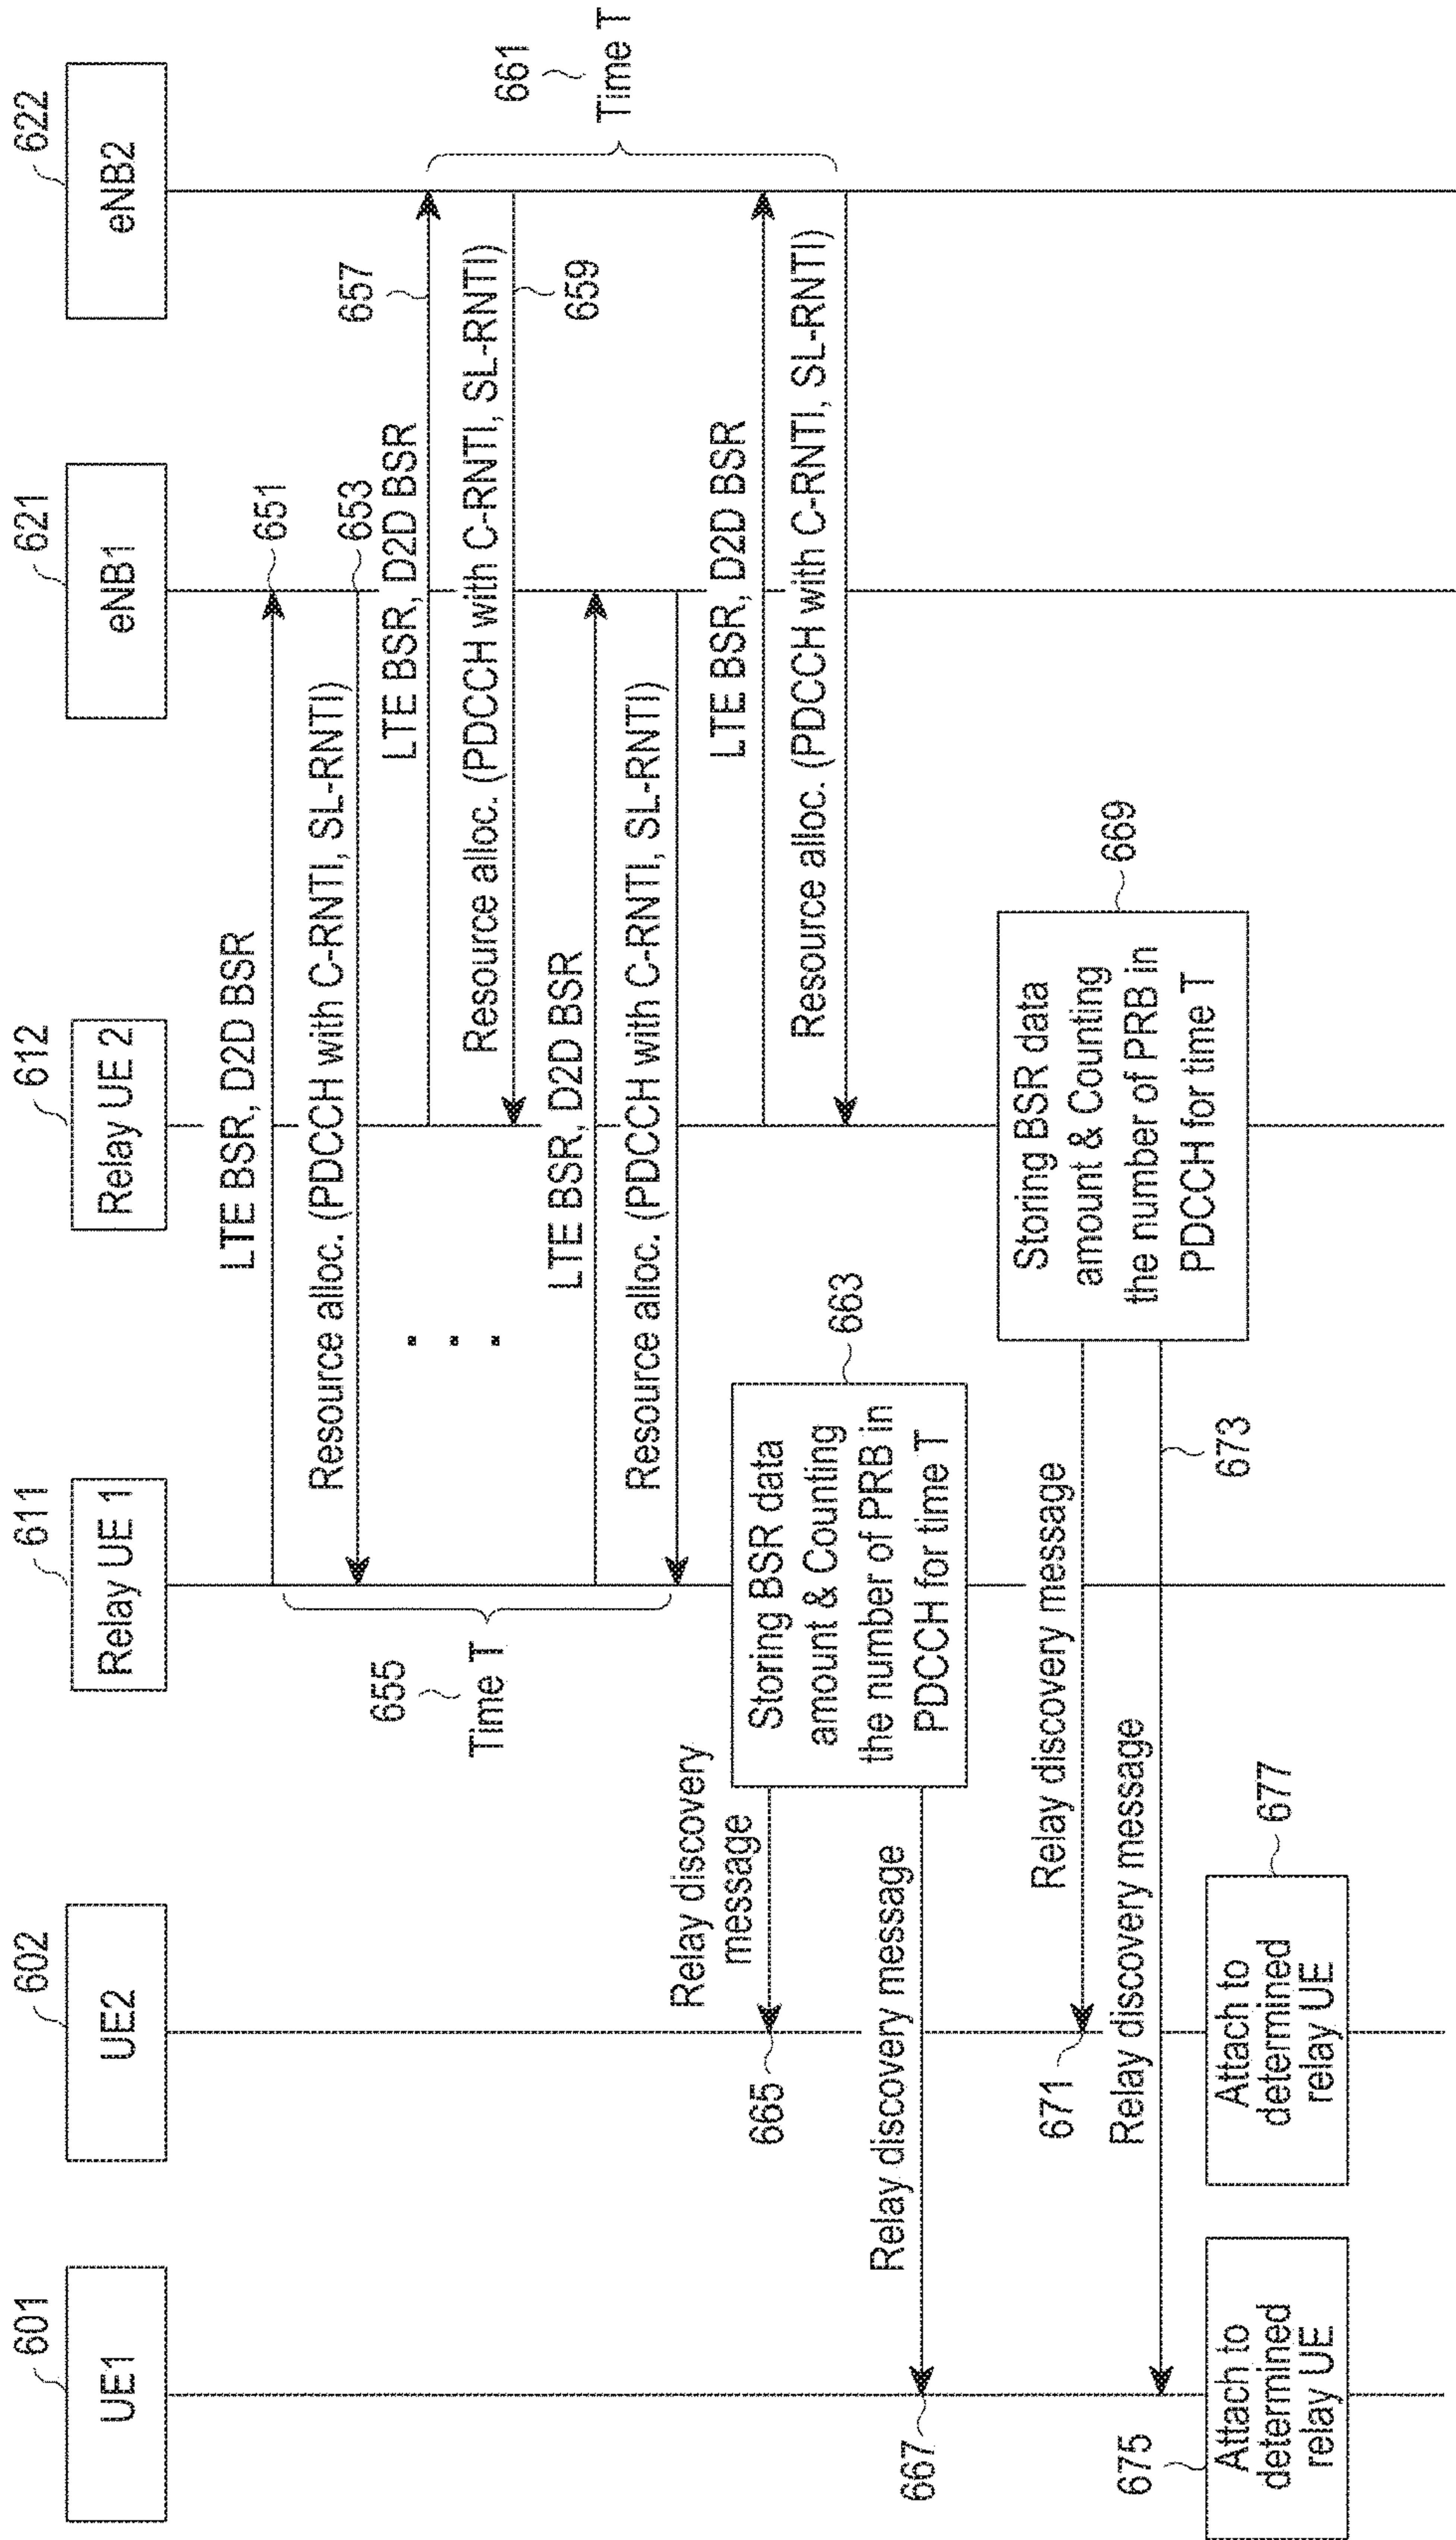 601
UE1
602
UE2
611
Relay UE 1
612
Relay UE 2
621
eNB1
622
eNB2
LTE BSR, D2D BSR
651
Resource alloc. (PDCCH with C-RNTI, SL-RNTI)
653
655
Time T
LTE BSR, D2D BSR
657
Resource alloc. (PDCCH with C-RNTI, SL-RNTI)
659
661
Time T
LTE BSR, D2D BSR
Resource alloc. (PDCCH with C-RNTI, SL-RNTI)
LTE BSR, D2D BSR
Resource alloc. (PDCCH with C-RNTI, SL-RNTI)
Storing BSR data
amount & Counting
the number of PRB in
PDCCH for time T
663
Relay discovery
message
665
Relay discovery message
667
Storing BSR data
amount & Counting
the number of PRB in
PDCCH for time T
669
Relay discovery message
671
Relay discovery message
673
675
Attach to
determined
relay UE
677
Attach to
determined
relay UE